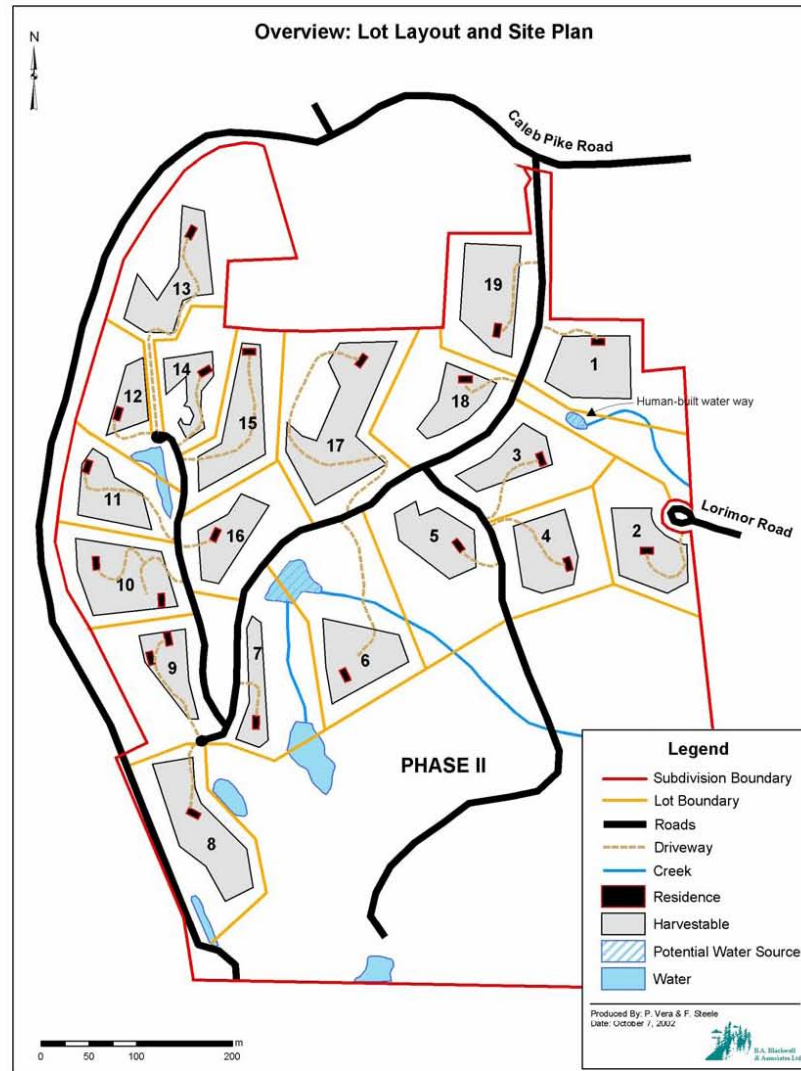 Overview: Lot Layout and Site Plan
N
Caleb Pike Road
13
19
1
14
12
15
17
18
Human-built water way
3
11
16
5
4
2
Lorimor Road
10
9
7
6
8
PHASE II
Legend
Subdivision Boundary
Lot Boundary
Roads
Driveway
Creek
Residence
Harvestable
Potential Water Source
Water
Produced By: P. Vera & F. Steele
Date: October 7, 2002
B.A. Blackwell
& Associates Ltd.
m
0 50 100 200